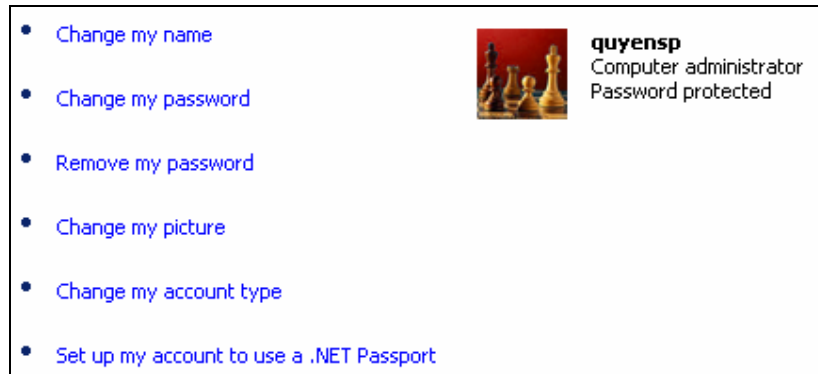 Change my name
Change my password
Remove my password
Change my picture
Change my account type
Set up my account to use a .NET Passport
quyensp
Computer administrator
Password protected